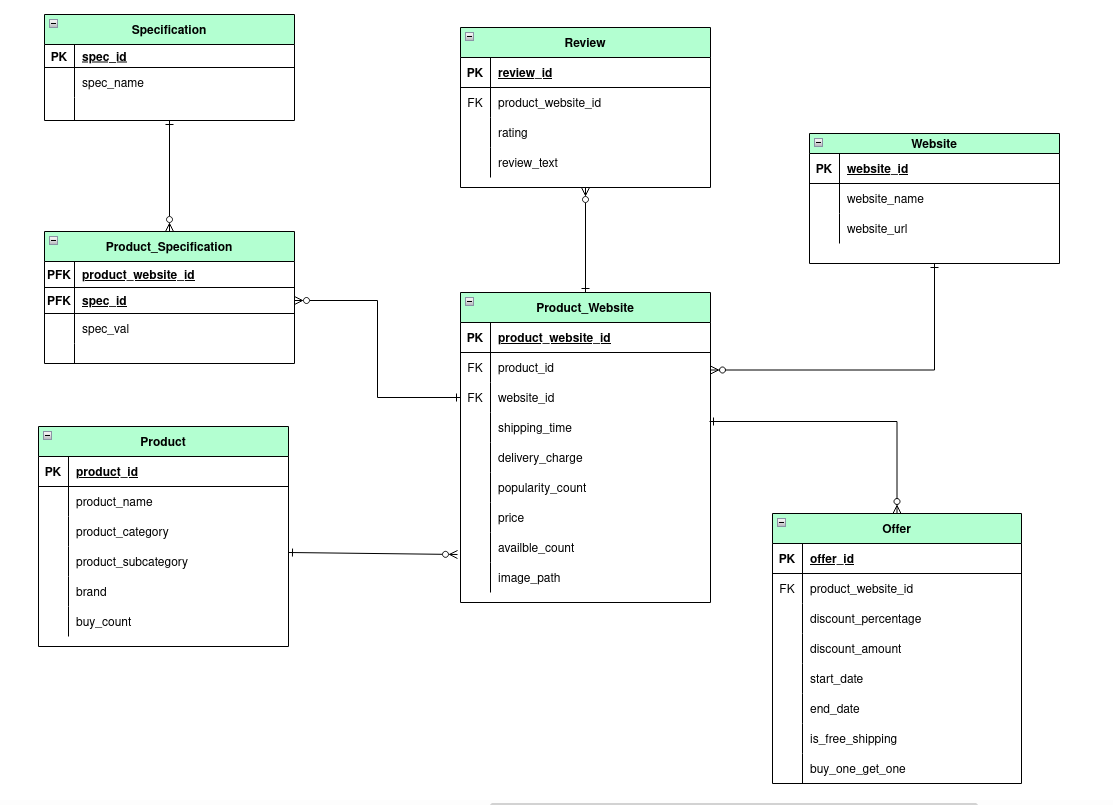 Specification
PK spec_id
spec_name
Review
PK review_id
FK product_website_id
rating
review_text
Website
PK website_id
website_name
website_url
Product_Specification
PFK product_website_id
PFK spec_id
spec_val
Product_Website
PK product_website_id
FK product_id
FK website_id
shipping_time
delivery_charge
popularity_count
price
availble_count
image_path
Product
PK product_id
product_name
product_category
product_subcategory
brand
buy_count
Offer
PK offer_id
FK product_website_id
discount_percentage
discount_amount
start_date
end_date
is_free_shipping
buy_one_get_one